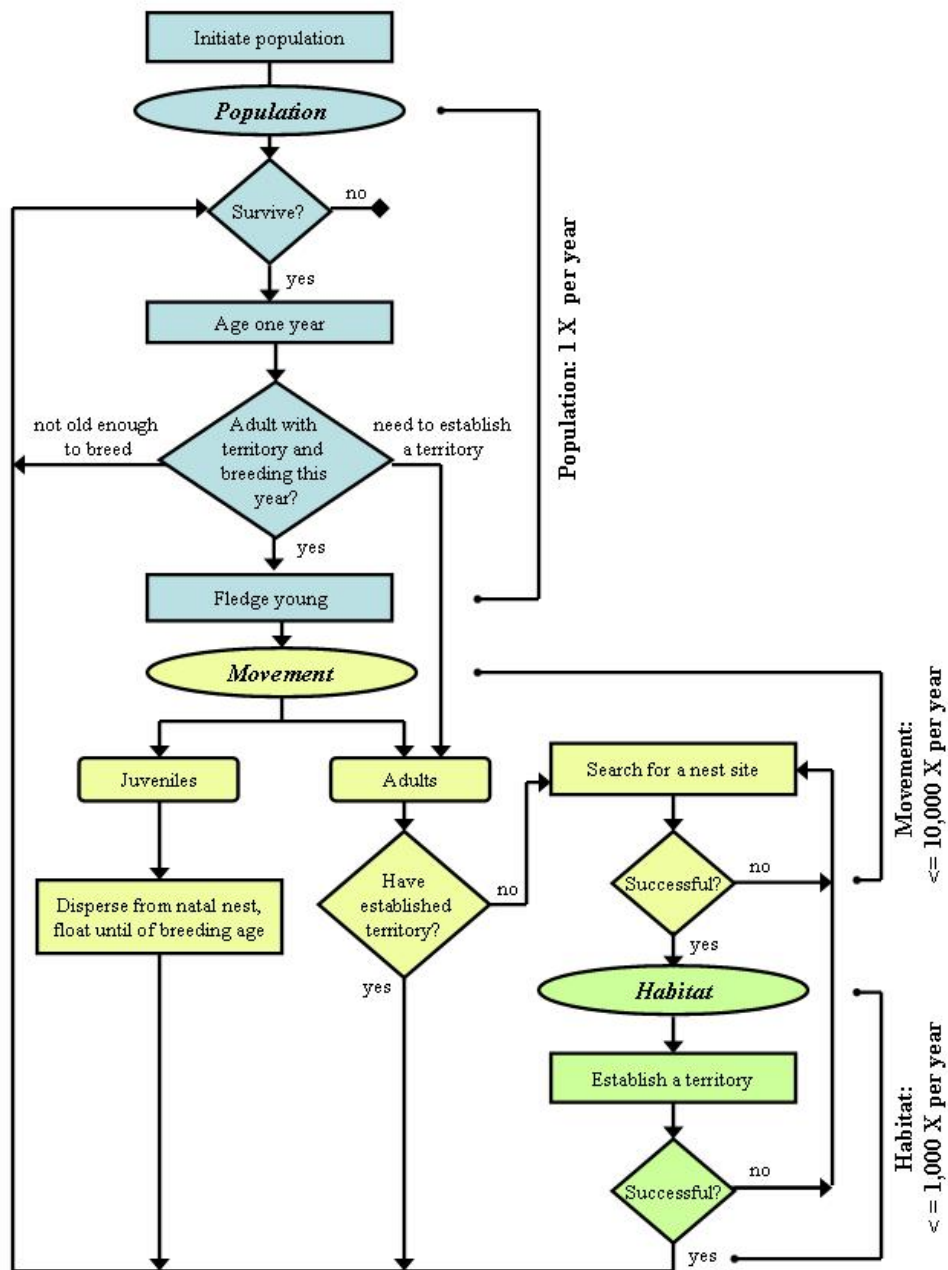 Initiate population
Population
no
Survive?
yes
Age one year
not old enough
to breed
Adult with
territory and
breeding this
year?
need to establish
a territory
yes
Fledge young
Population: 1 X per year
Movement
Juveniles
Adults
Search for a nest site
Movement:
<= 10,000 X per year
Disperse from natal nest,
float until of breeding age
Have
established
territory?
no
yes
Successful?
no
yes
Habitat
Establish a territory
Habitat:
< = 1,000 X per year
Successful?
no
yes